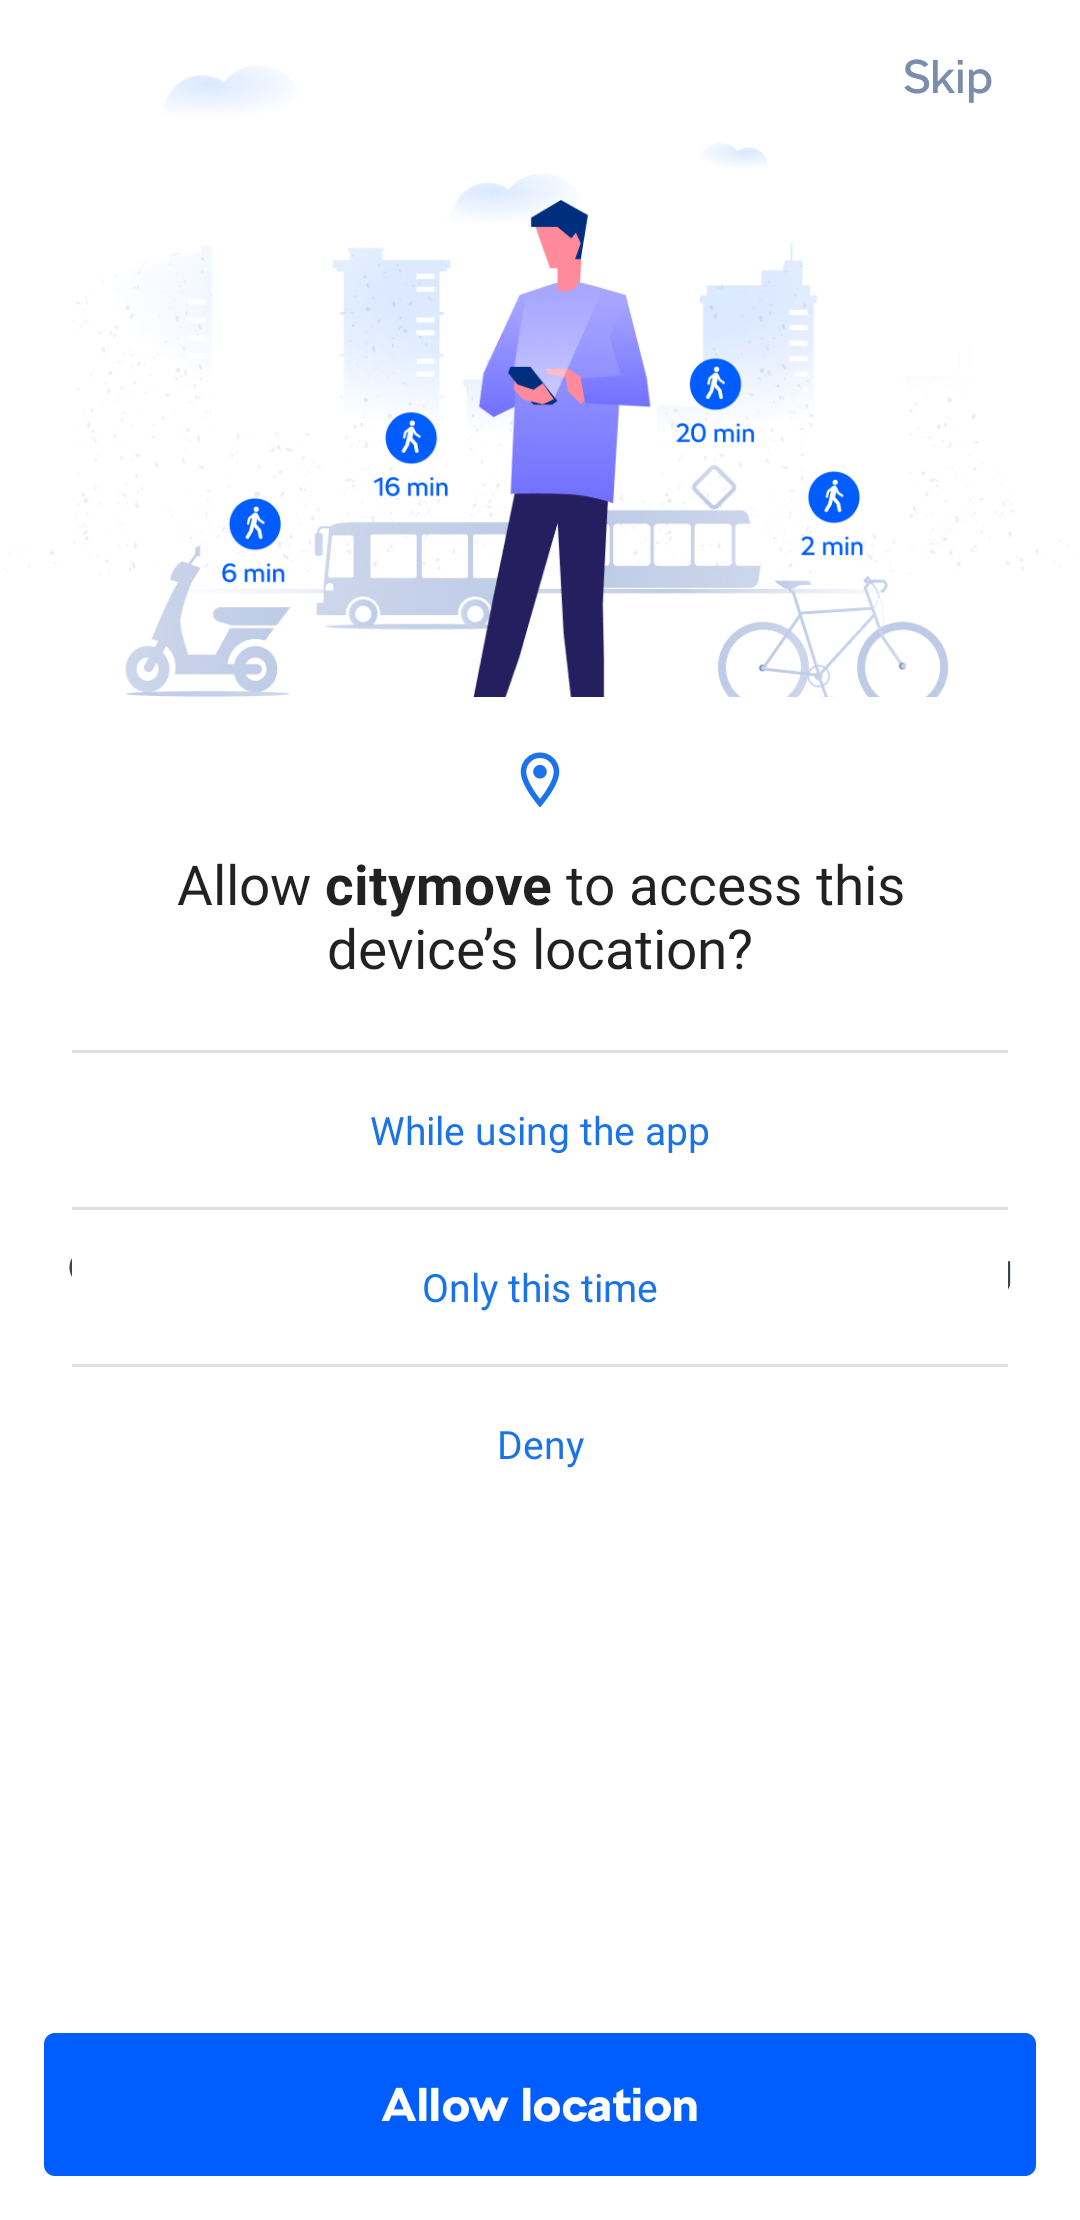 Skip
20 min
16 min
2 min
6 min
Allow citymove to access this
device’s location?
While using the app
Only this time
Deny
Allow location